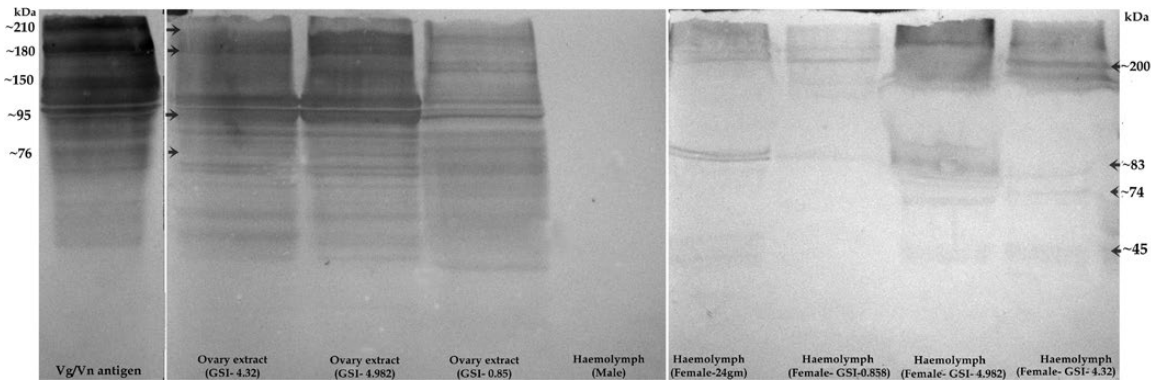 kDa
~210
~180
~150
~95
~76
kDa
~200
~83
~74
~45
Vg/Vn antigen
Ovary extract
(GSI- 4.32)
Ovary extract
(GSI- 4.982)
Ovary extract
(GSI- 0.85)
Haemolymph
(Male)
Haemolymph
(Female-24gm)
Haemolymph
(Female- GSI-0.858)
Haemolymph
(Female- GSI- 4.982)
Haemolymph
(Female- GSI- 4.32)